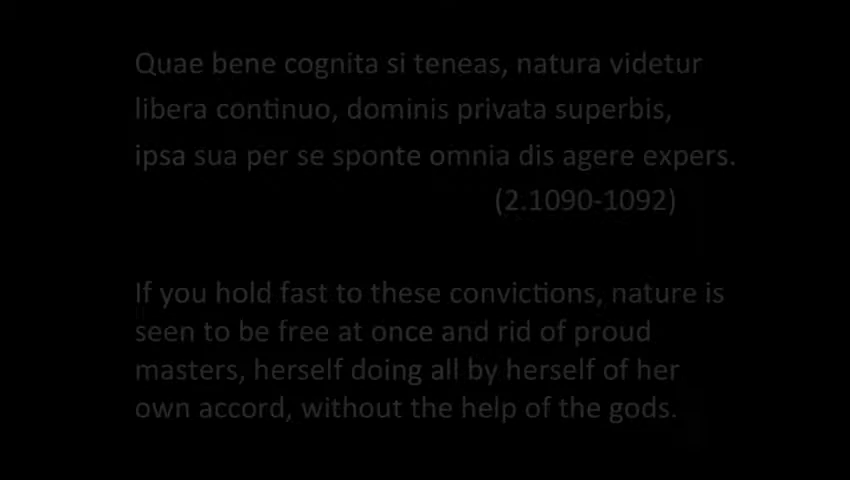 Quae bene cognita si teneas, natura videtur
libera continuo, dominis privata superbis,
ipsa sua per se sponte omnia dis agere expers.
(2.1090-1092)
If you hold fast to these convictions, nature is
seen to be free at once and rid of proud
masters, herself doing all by herself of her
own accord, without the help of the gods.